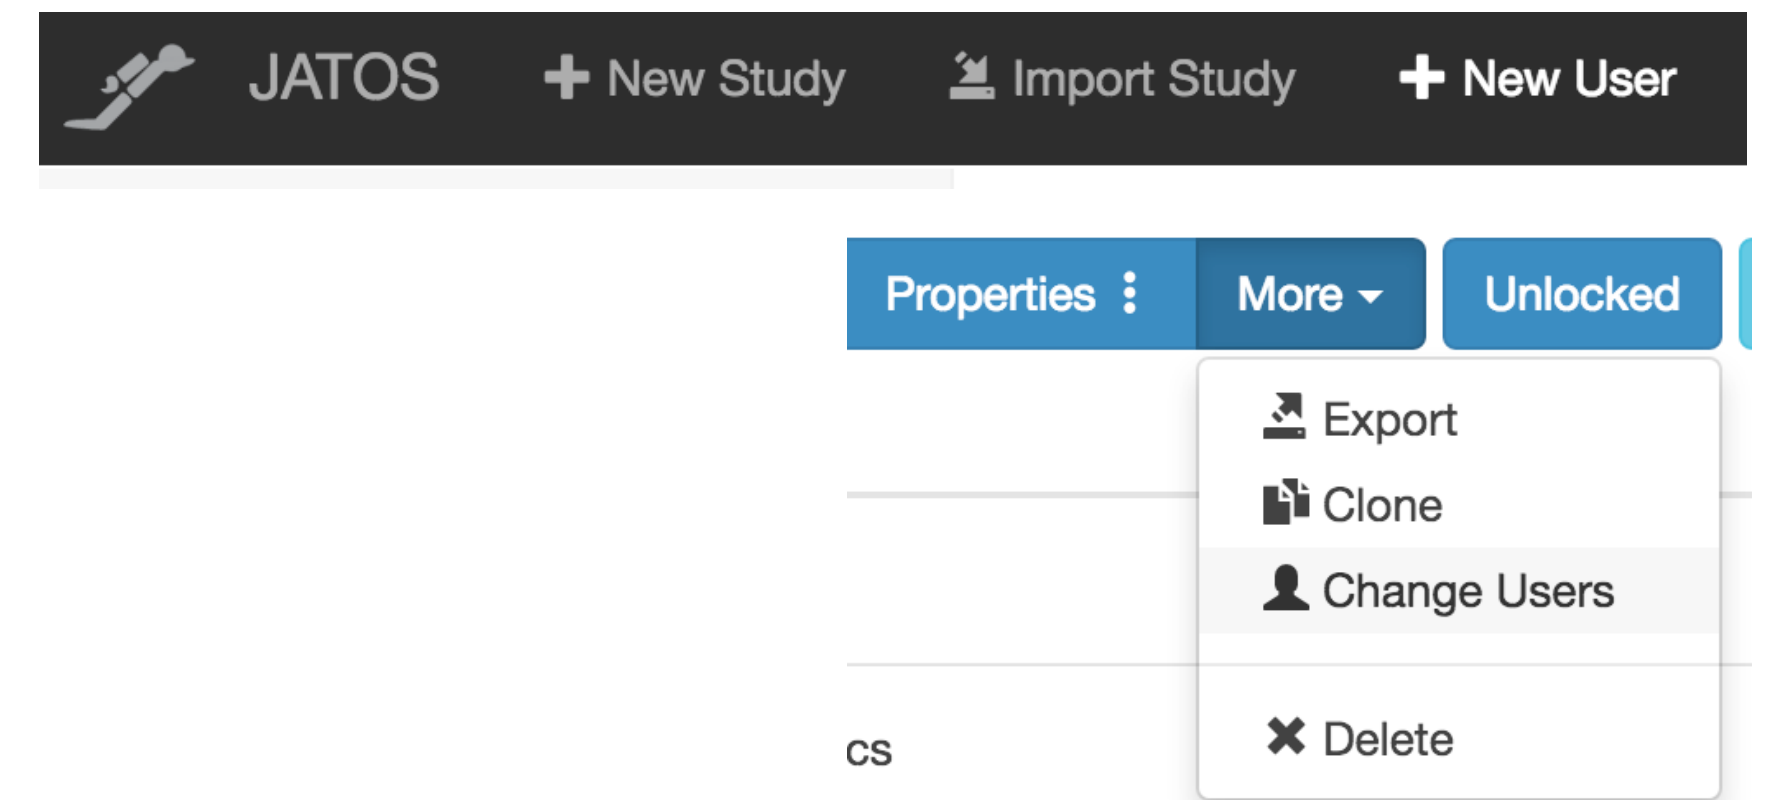 JATOS New Study Import Study New User
Properties More Unlocked
Export
Clone
Change Users
cs
Delete